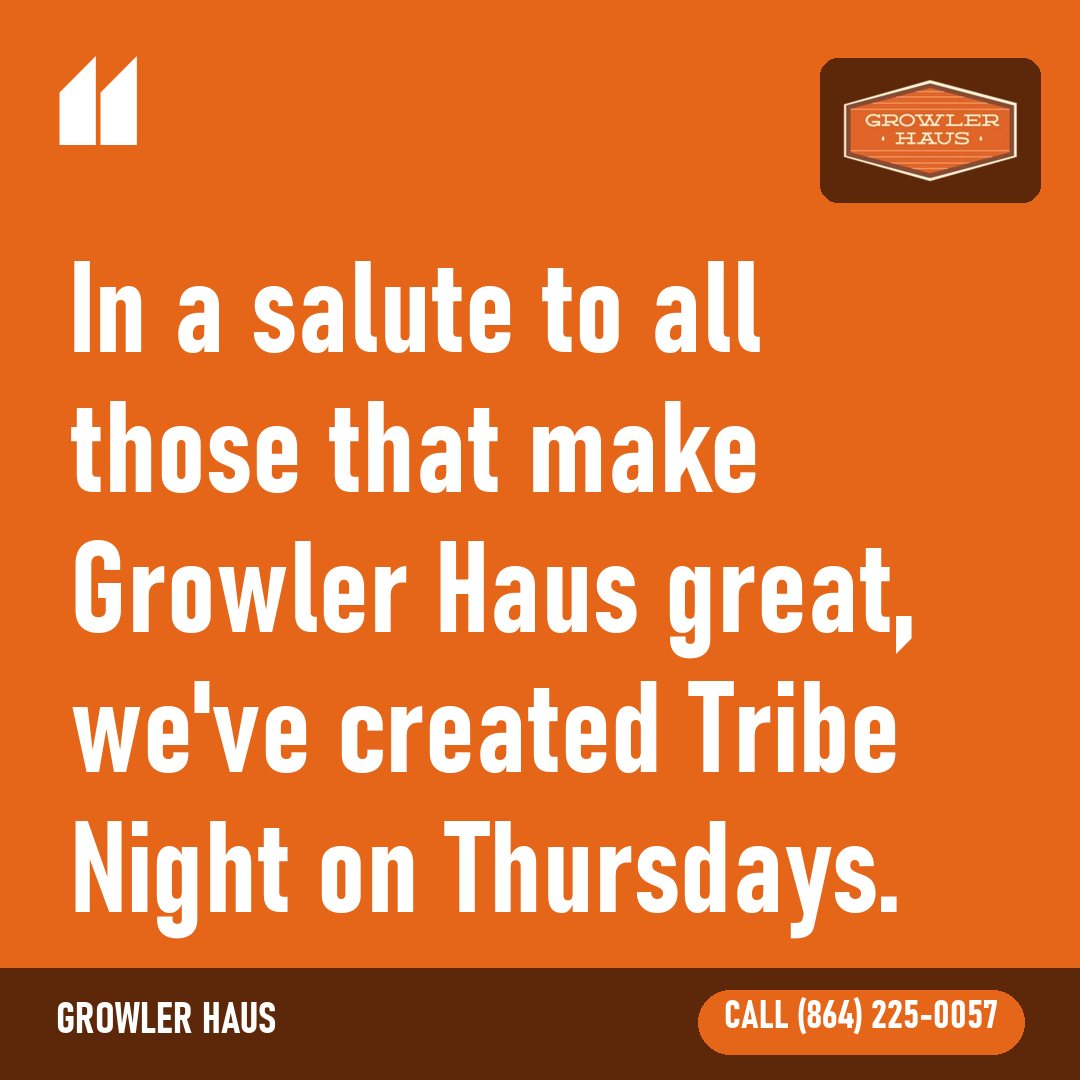 GROWLER
HAUS
In a salute to all
those that make
Growler Haus great,
we've created Tribe
Night on Thursdays.
GROWLER HAUS
CALL (864) 225-0057